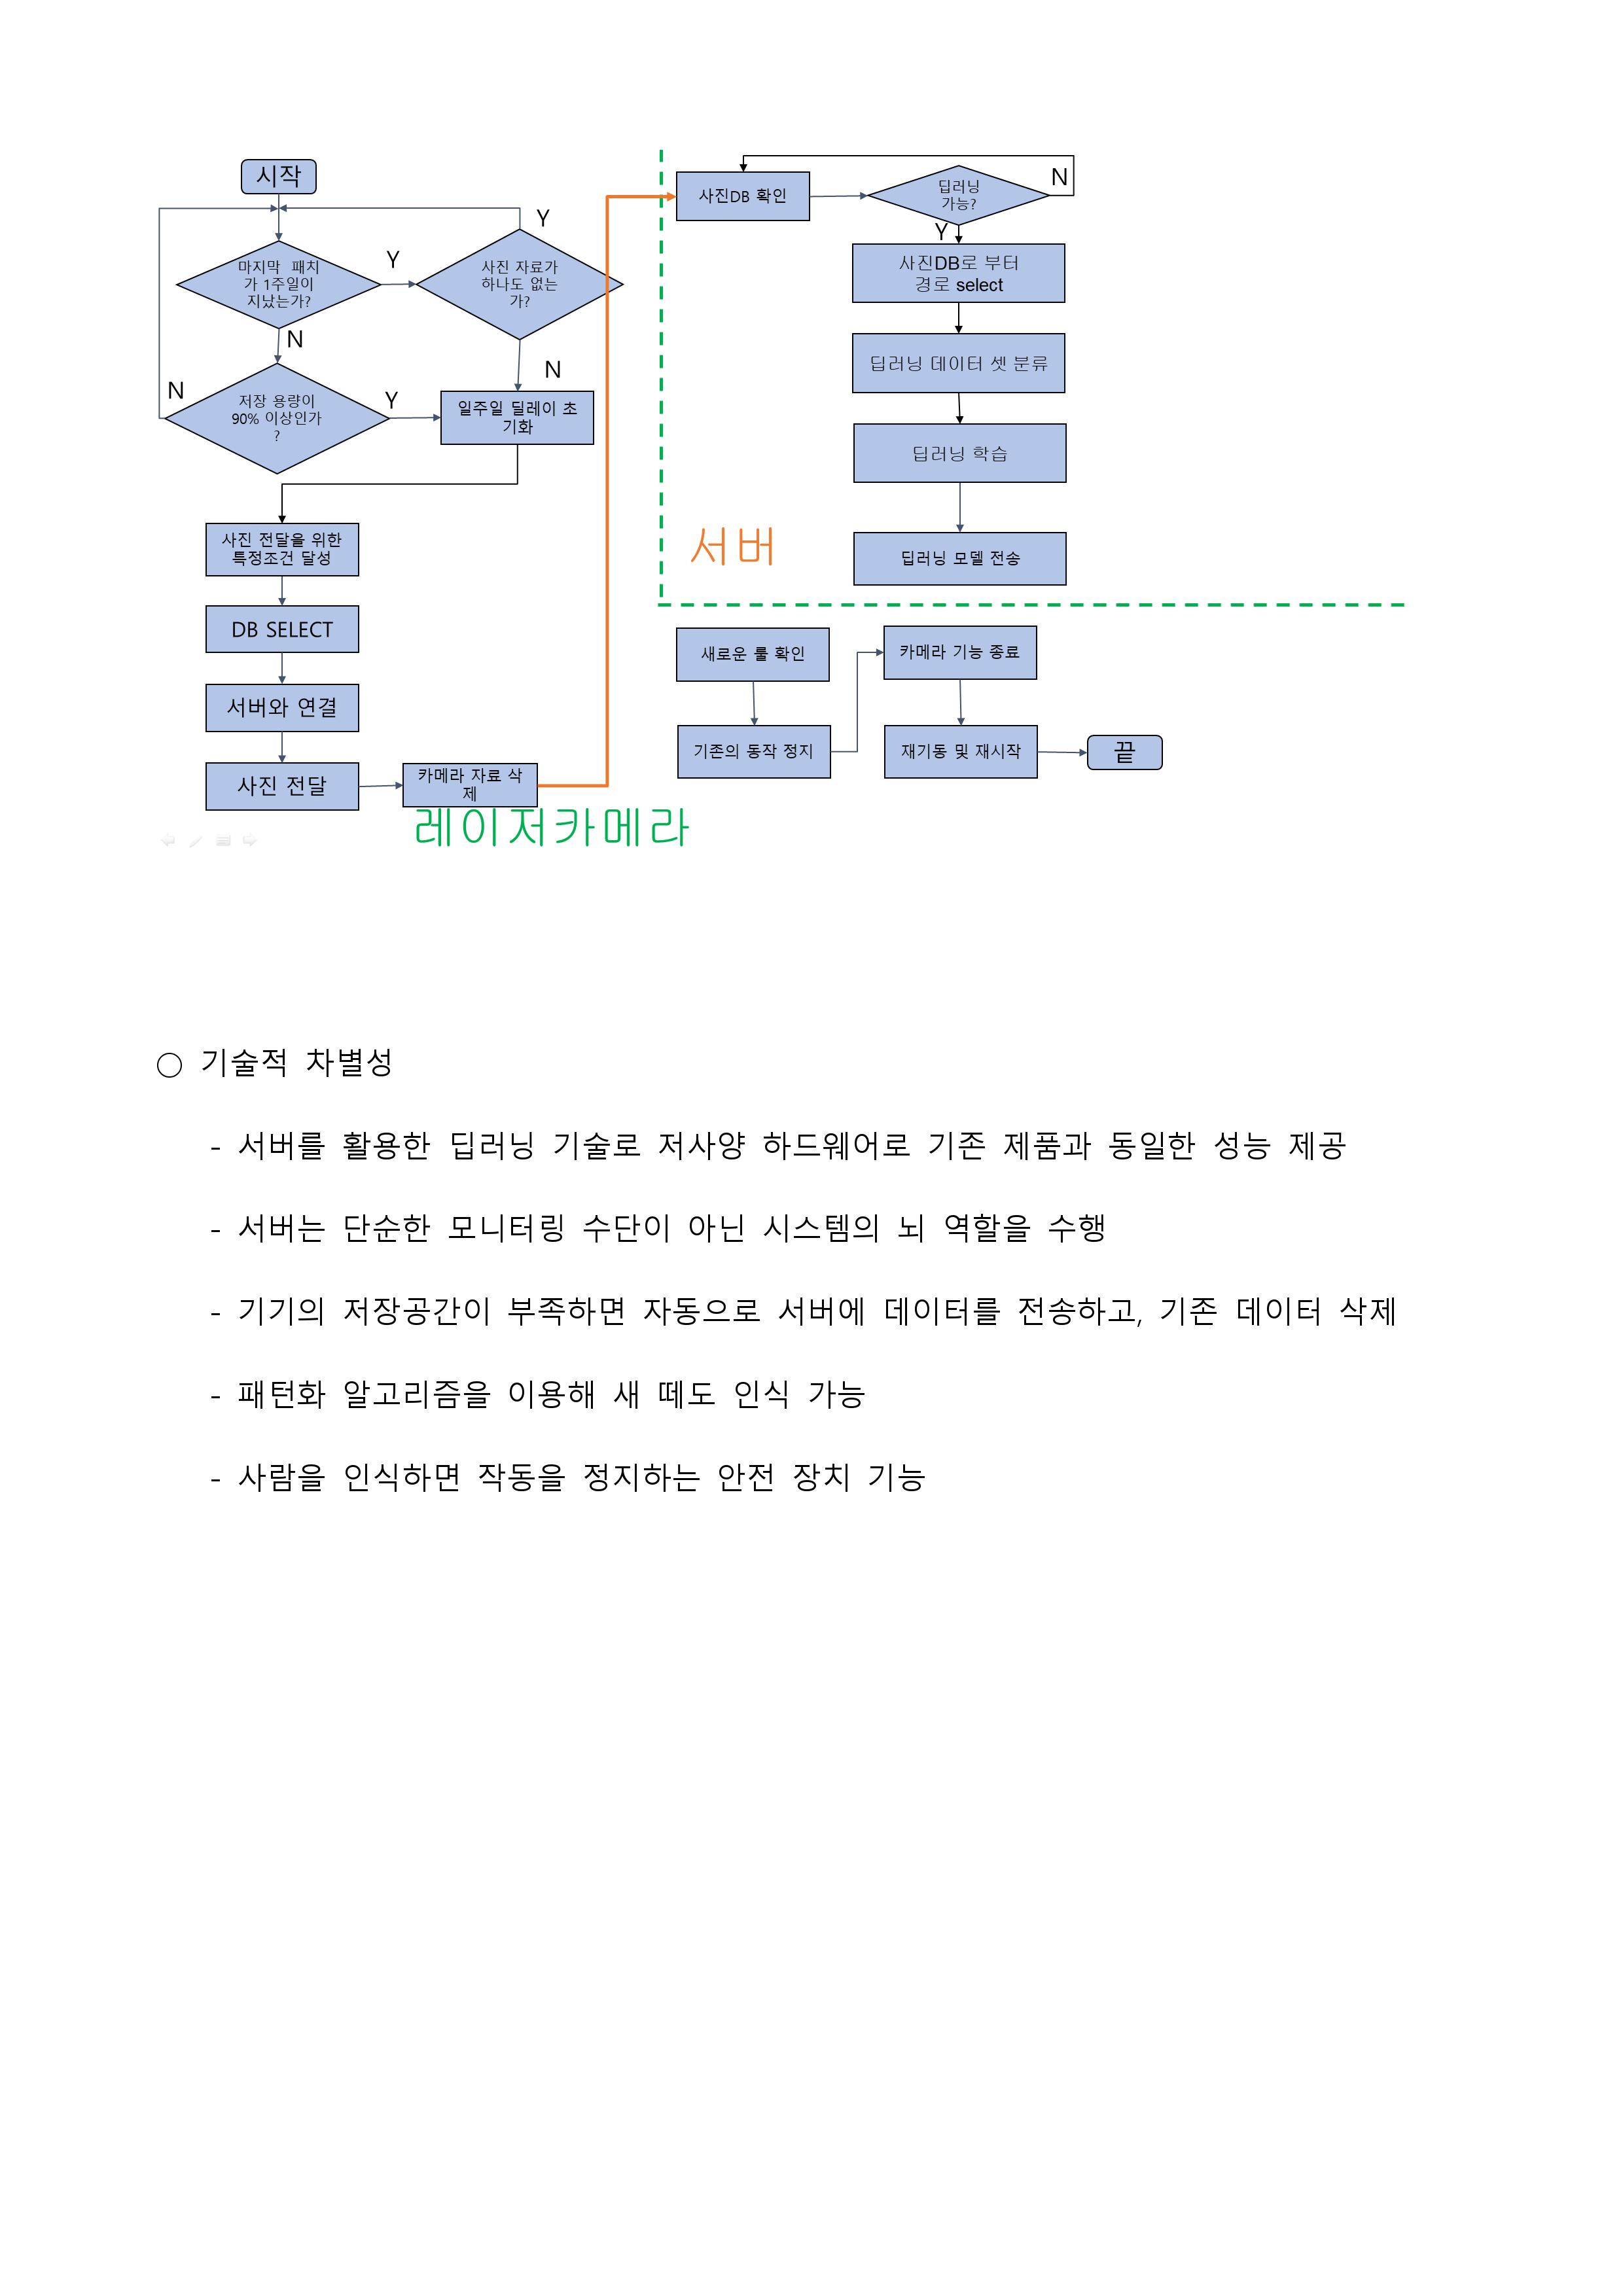 시작
마지막 패치
가 1주일이
지났는가?
Y
사진 자료가
하나도 없는
가?
Y
N
N
저장 용량이
90% 이상인가
?
N
Y
일주일 딜레이 초
기화
사진 전달을 위한
특정조건 달성
DB SELECT
서버와 연결
사진 전달
카메라 자료 삭
제
레이저카메라
사진DB 확인
딥러닝
가능?
N
Y
사진DB로 부터
경로 select
딥러닝 데이터 셋 분류
딥러닝 학습
딥러닝 모델 전송
서버
새로운 룰 확인
기존의 동작 정지
카메라 기능 종료
재기동 및 재시작
끝
○ 기술적 차별성
- 서버를 활용한 딥러닝 기술로 저사양 하드웨어로 기존 제품과 동일한 성능 제공
- 서버는 단순한 모니터링 수단이 아닌 시스템의 뇌 역할을 수행
- 기기의 저장공간이 부족하면 자동으로 서버에 데이터를 전송하고, 기존 데이터 삭제
- 패턴화 알고리즘을 이용해 새 떼도 인식 가능
- 사람을 인식하면 작동을 정지하는 안전 장치 기능